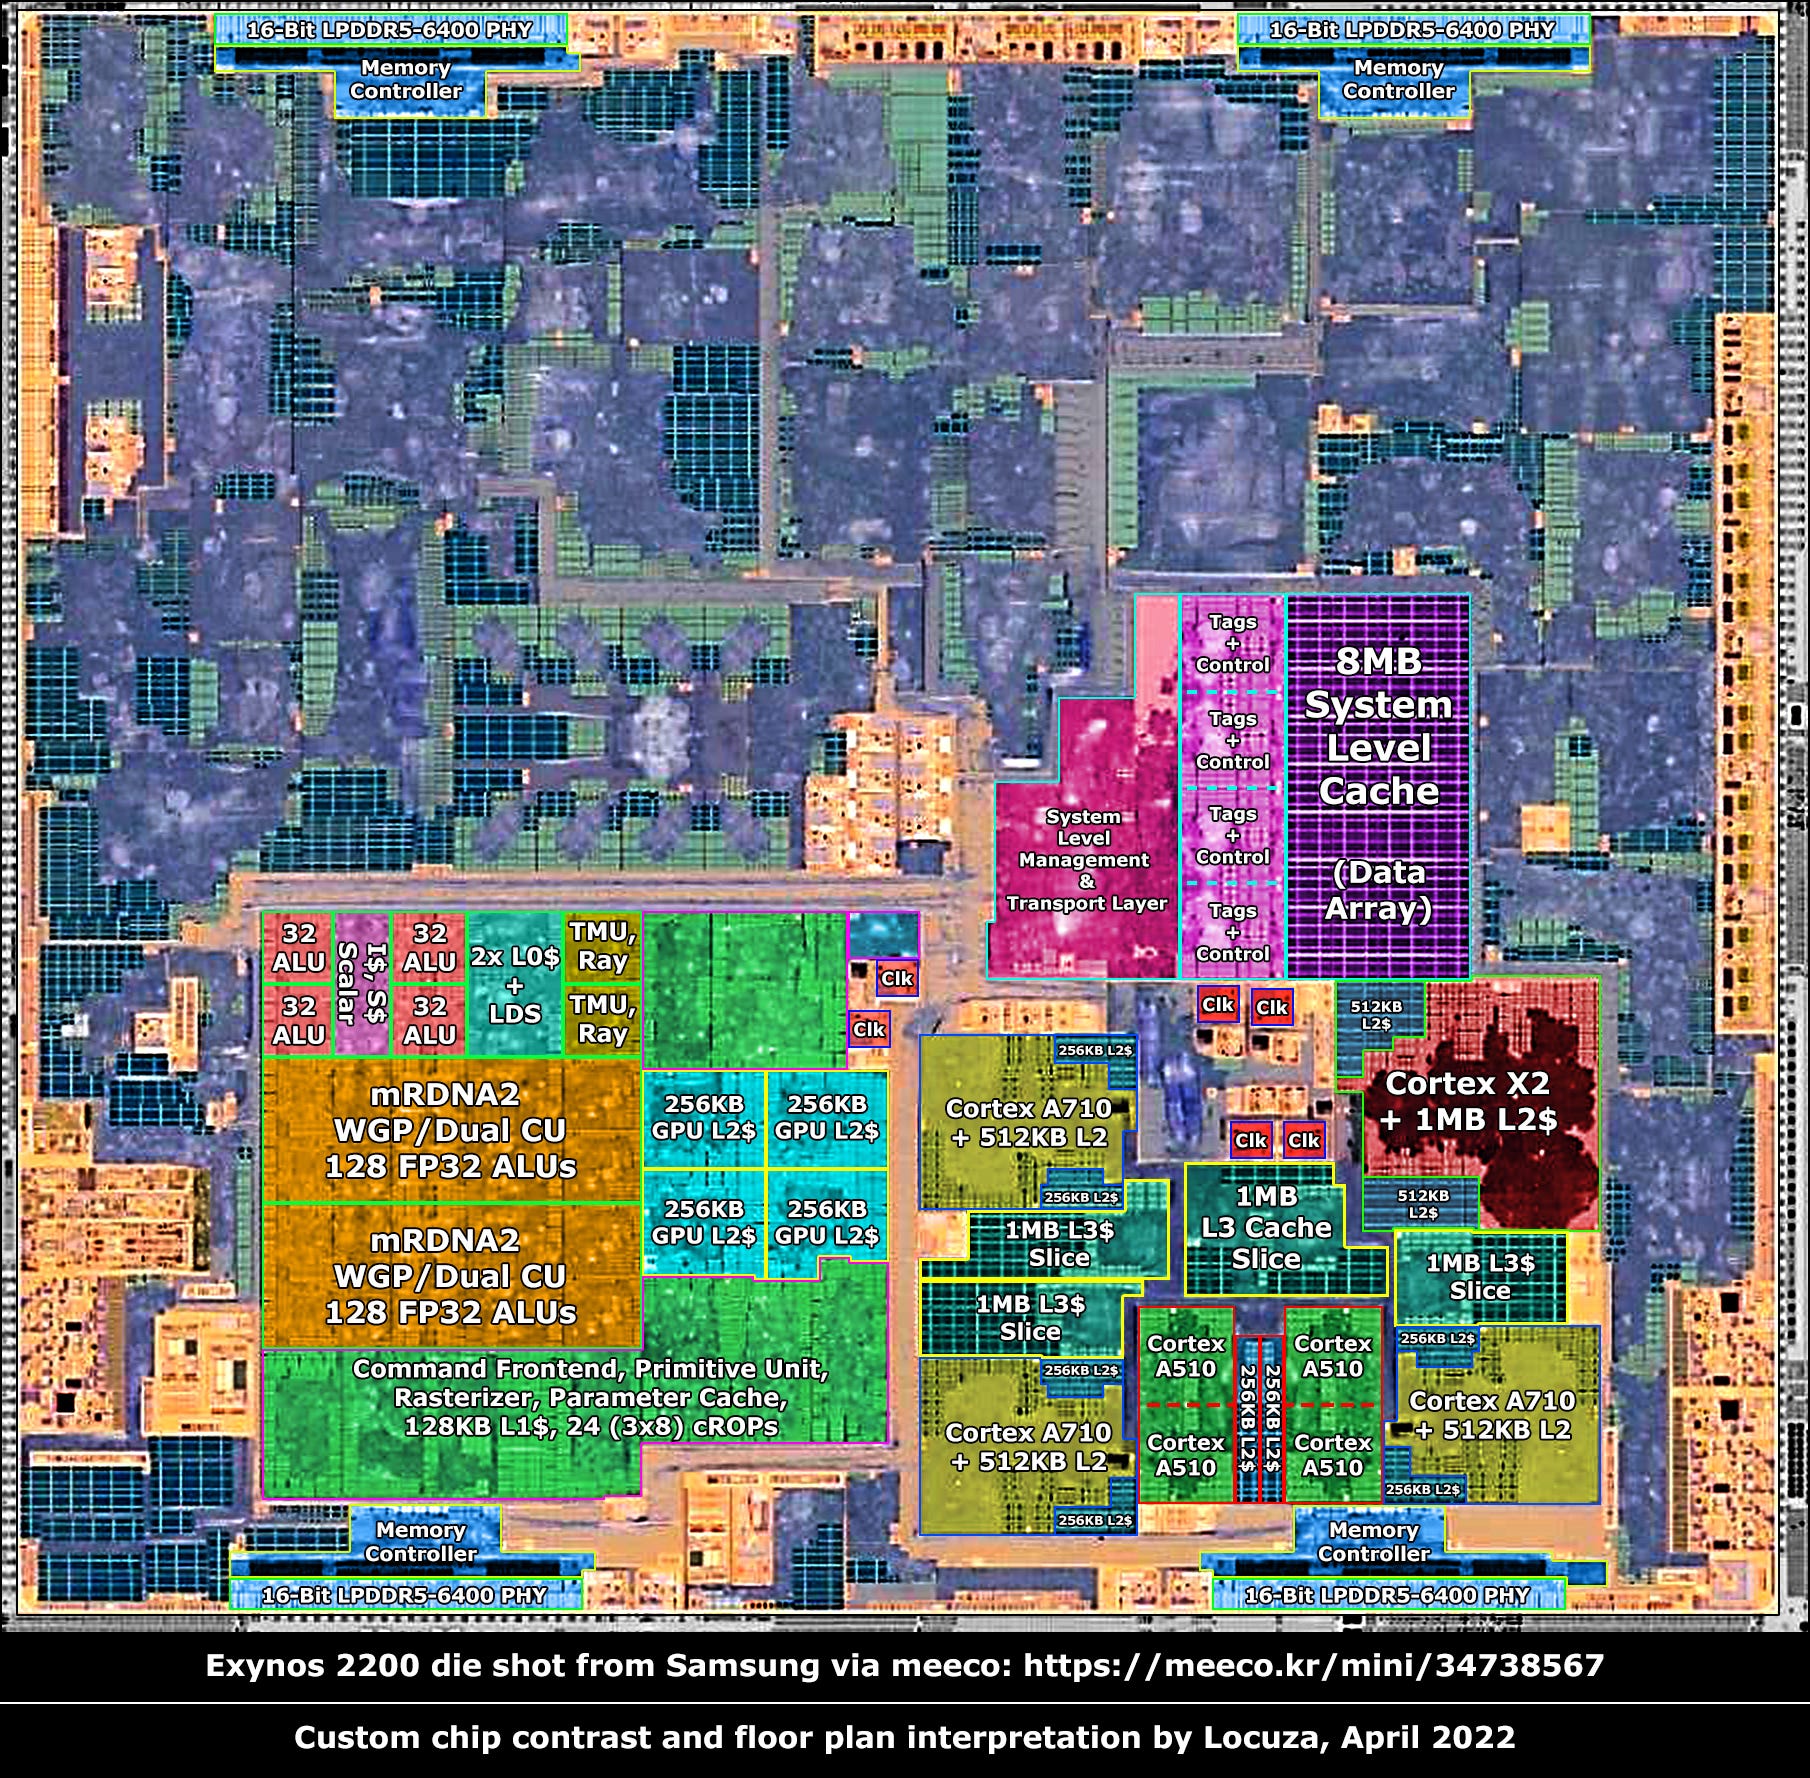 16-Bit LPDDR5-6400 PHY
Memory
Controller
16-Bit LPDDR5-6400 PHY
Memory
Controller
Tags
+
Control
Tags
+
Control
Tags
+
Control
Tags
+
Control
8MB
System
Level
Cache
(Data
Array)
System
Level
Management
&
Transport Layer
32
ALU
32
ALU
I$, S$
Scalar
32
ALU
32
ALU
2x L0$
+
LDS
TMU,
Ray
TMU,
Ray
Clk
Clk
mRDNA2
WGP/Dual CU
128 FP32 ALUs
mRDNA2
WGP/Dual CU
128 FP32 ALUs
256KB
GPU L2$
256KB
GPU L2$
256KB
GPU L2$
256KB
GPU L2$
Command Frontend, Primitive Unit,
Rasterizer, Parameter Cache,
128KB L1$, 24 (3x8) cROPs
Clk
Clk
Clk
Clk
256KB L2$
Cortex A710
+ 512KB L2
256KB L2$
512KB
L2$
Cortex X2
+ 1MB L2$
512KB
L2$
1MB L3$
Slice
1MB
L3 Cache
Slice
1MB L3$
Slice
1MB L3$
Slice
256KB L2$
Cortex A710
+ 512KB L2
256KB L2$
Cortex
A510
Cortex
A510
256KB L2$
256KB L2$
Cortex
A510
Cortex
A510
256KB L2$
Cortex A710
+ 512KB L2
256KB L2$
Memory
Controller
16-Bit LPDDR5-6400 PHY
Memory
Controller
16-Bit LPDDR5-6400 PHY
Exynos 2200 die shot from Samsung via meeco: https://meeco.kr/mini/34738567
Custom chip contrast and floor plan interpretation by Locuza, April 2022